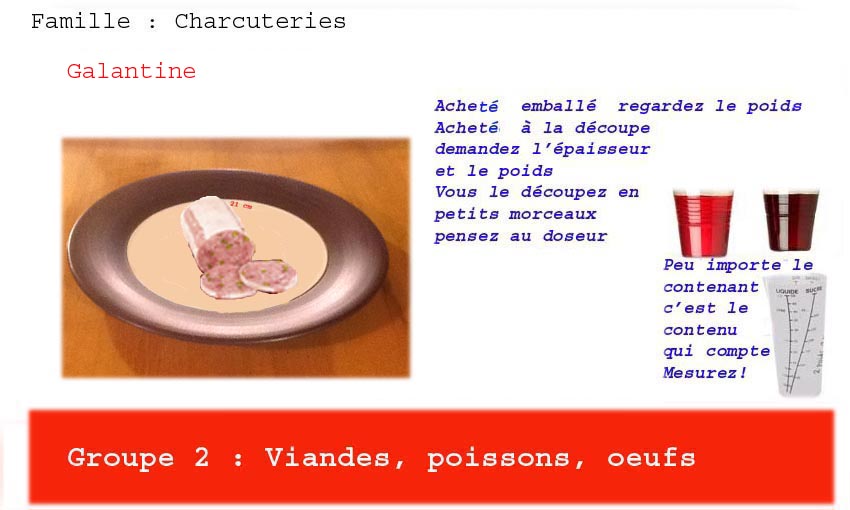 Famille : Charcuteries
Galantine
Acheté emballé regardez le poids
Acheté à la découpe
demandez l'épaisseur
et le poids
Vous le découpez en
petits morceaux
pensez au doseur
21 cm
Peu importe le
contenant
c'est le
contenu
qui compte
Mesurez!
LIQUIDE SUCRE
Groupe 2 : Viandes, poissons, oeufs